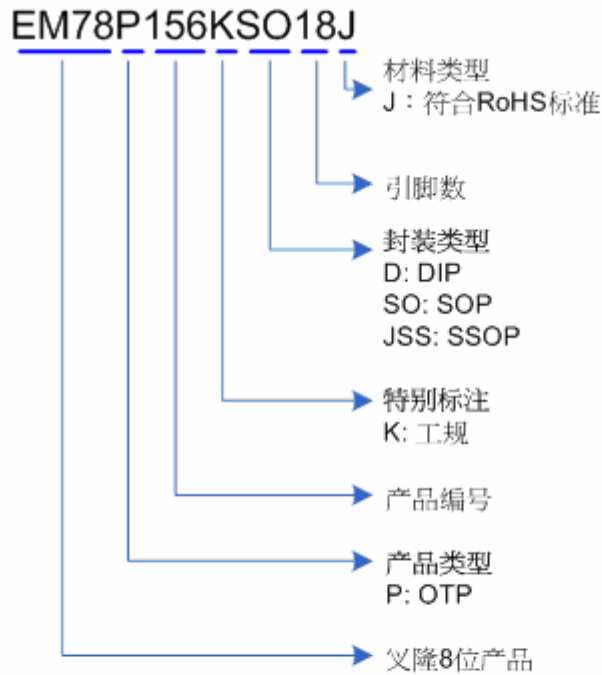 EM78P156KSO18J
材料类型
J：符合RoHS标准
引脚数
封装类型
D: DIP
SO: SOP
JSS: SSOP
特别标注
K: 工规
产品编号
产品类型
P: OTP
义隆8位产品